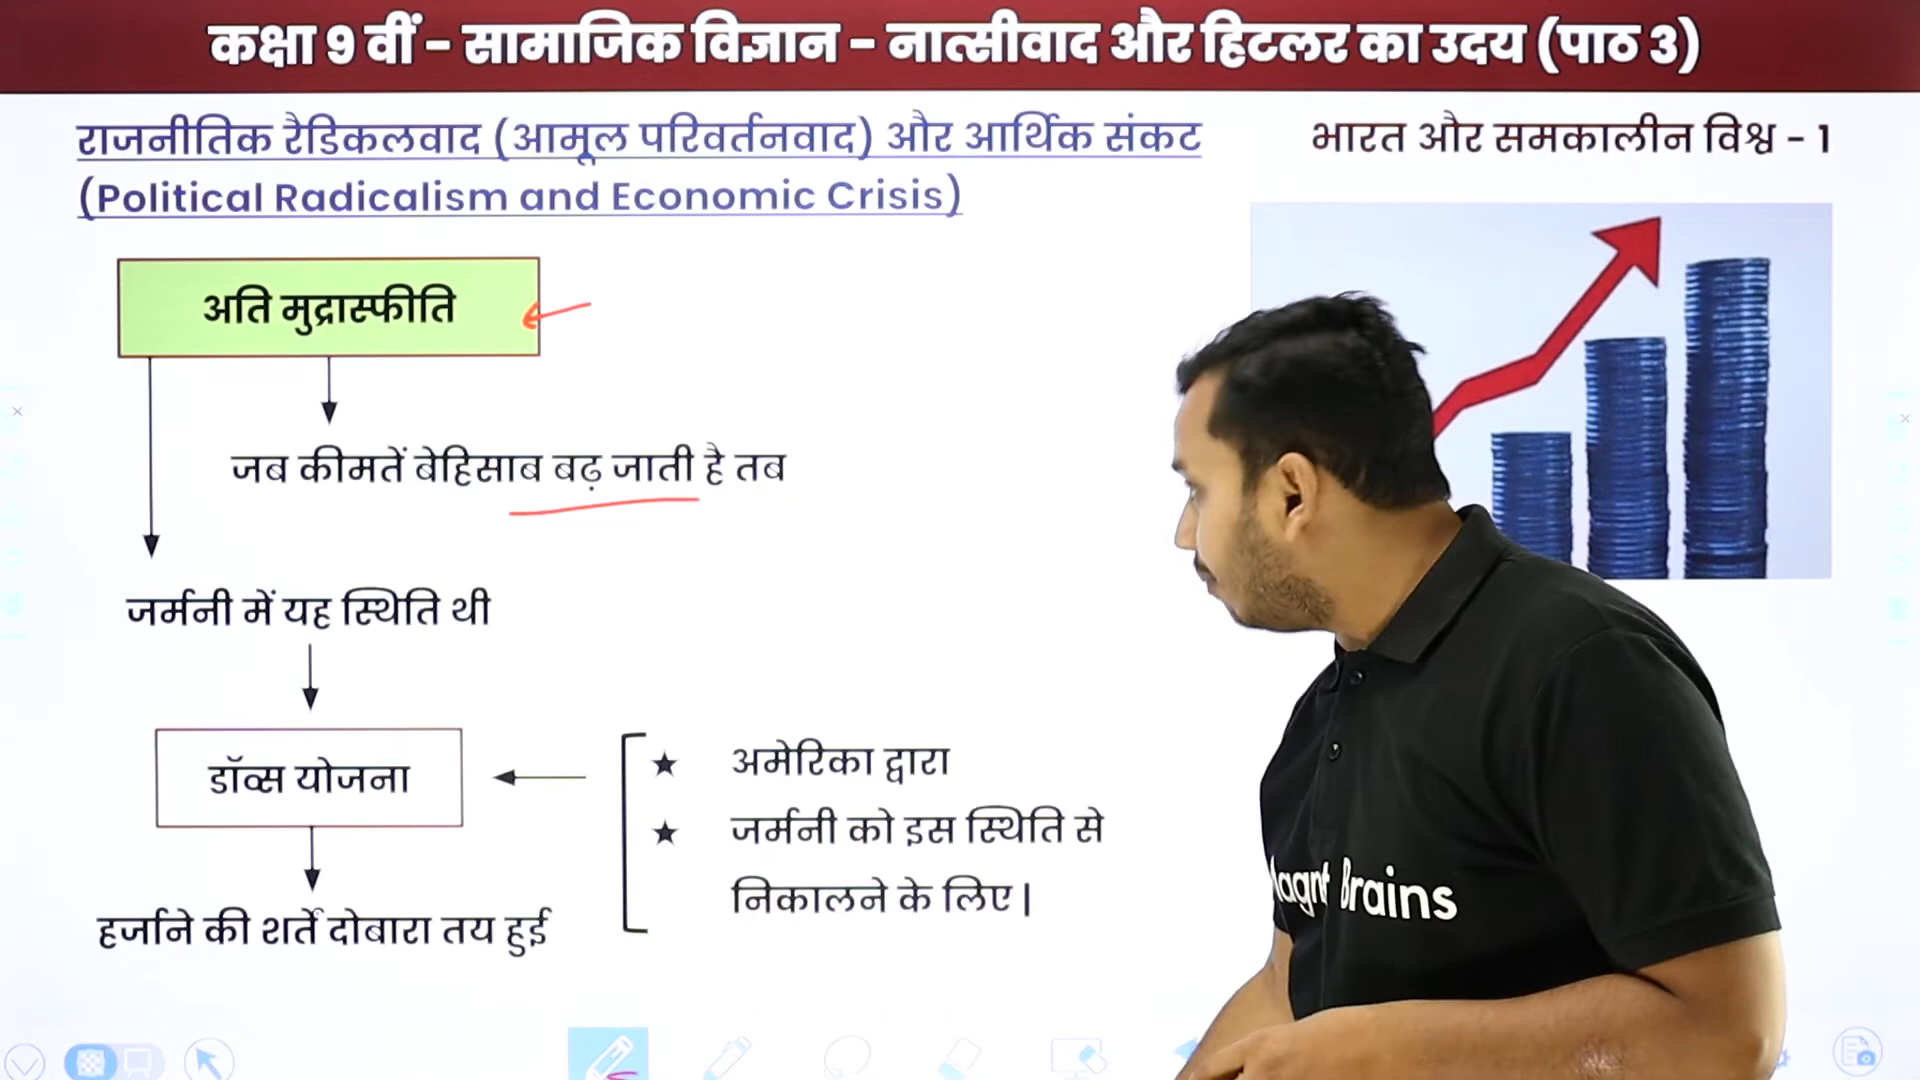 कक्षा 9 वीं - सामाजिक विज्ञान - नात्सीवाद और हिटलर का उदय (पाठ 3)
राजनीतिक रैडिकलवाद (आमूल परिवर्तनवाद) और आर्थिक संकट
(Political Radicalism and Economic Crisis)
भारत और समकालीन विश्व - 1
अति मुद्रास्फीति
जब कीमतें बेहिसाब बढ़ जाती है तब
जर्मनी में यह स्थिति थी
डॉव्स योजना
★ अमेरिका द्वारा
★ जर्मनी को इस स्थिति से
निकालने के लिए |
हर्जाने की शर्तें दोबारा तय हुई
Brains